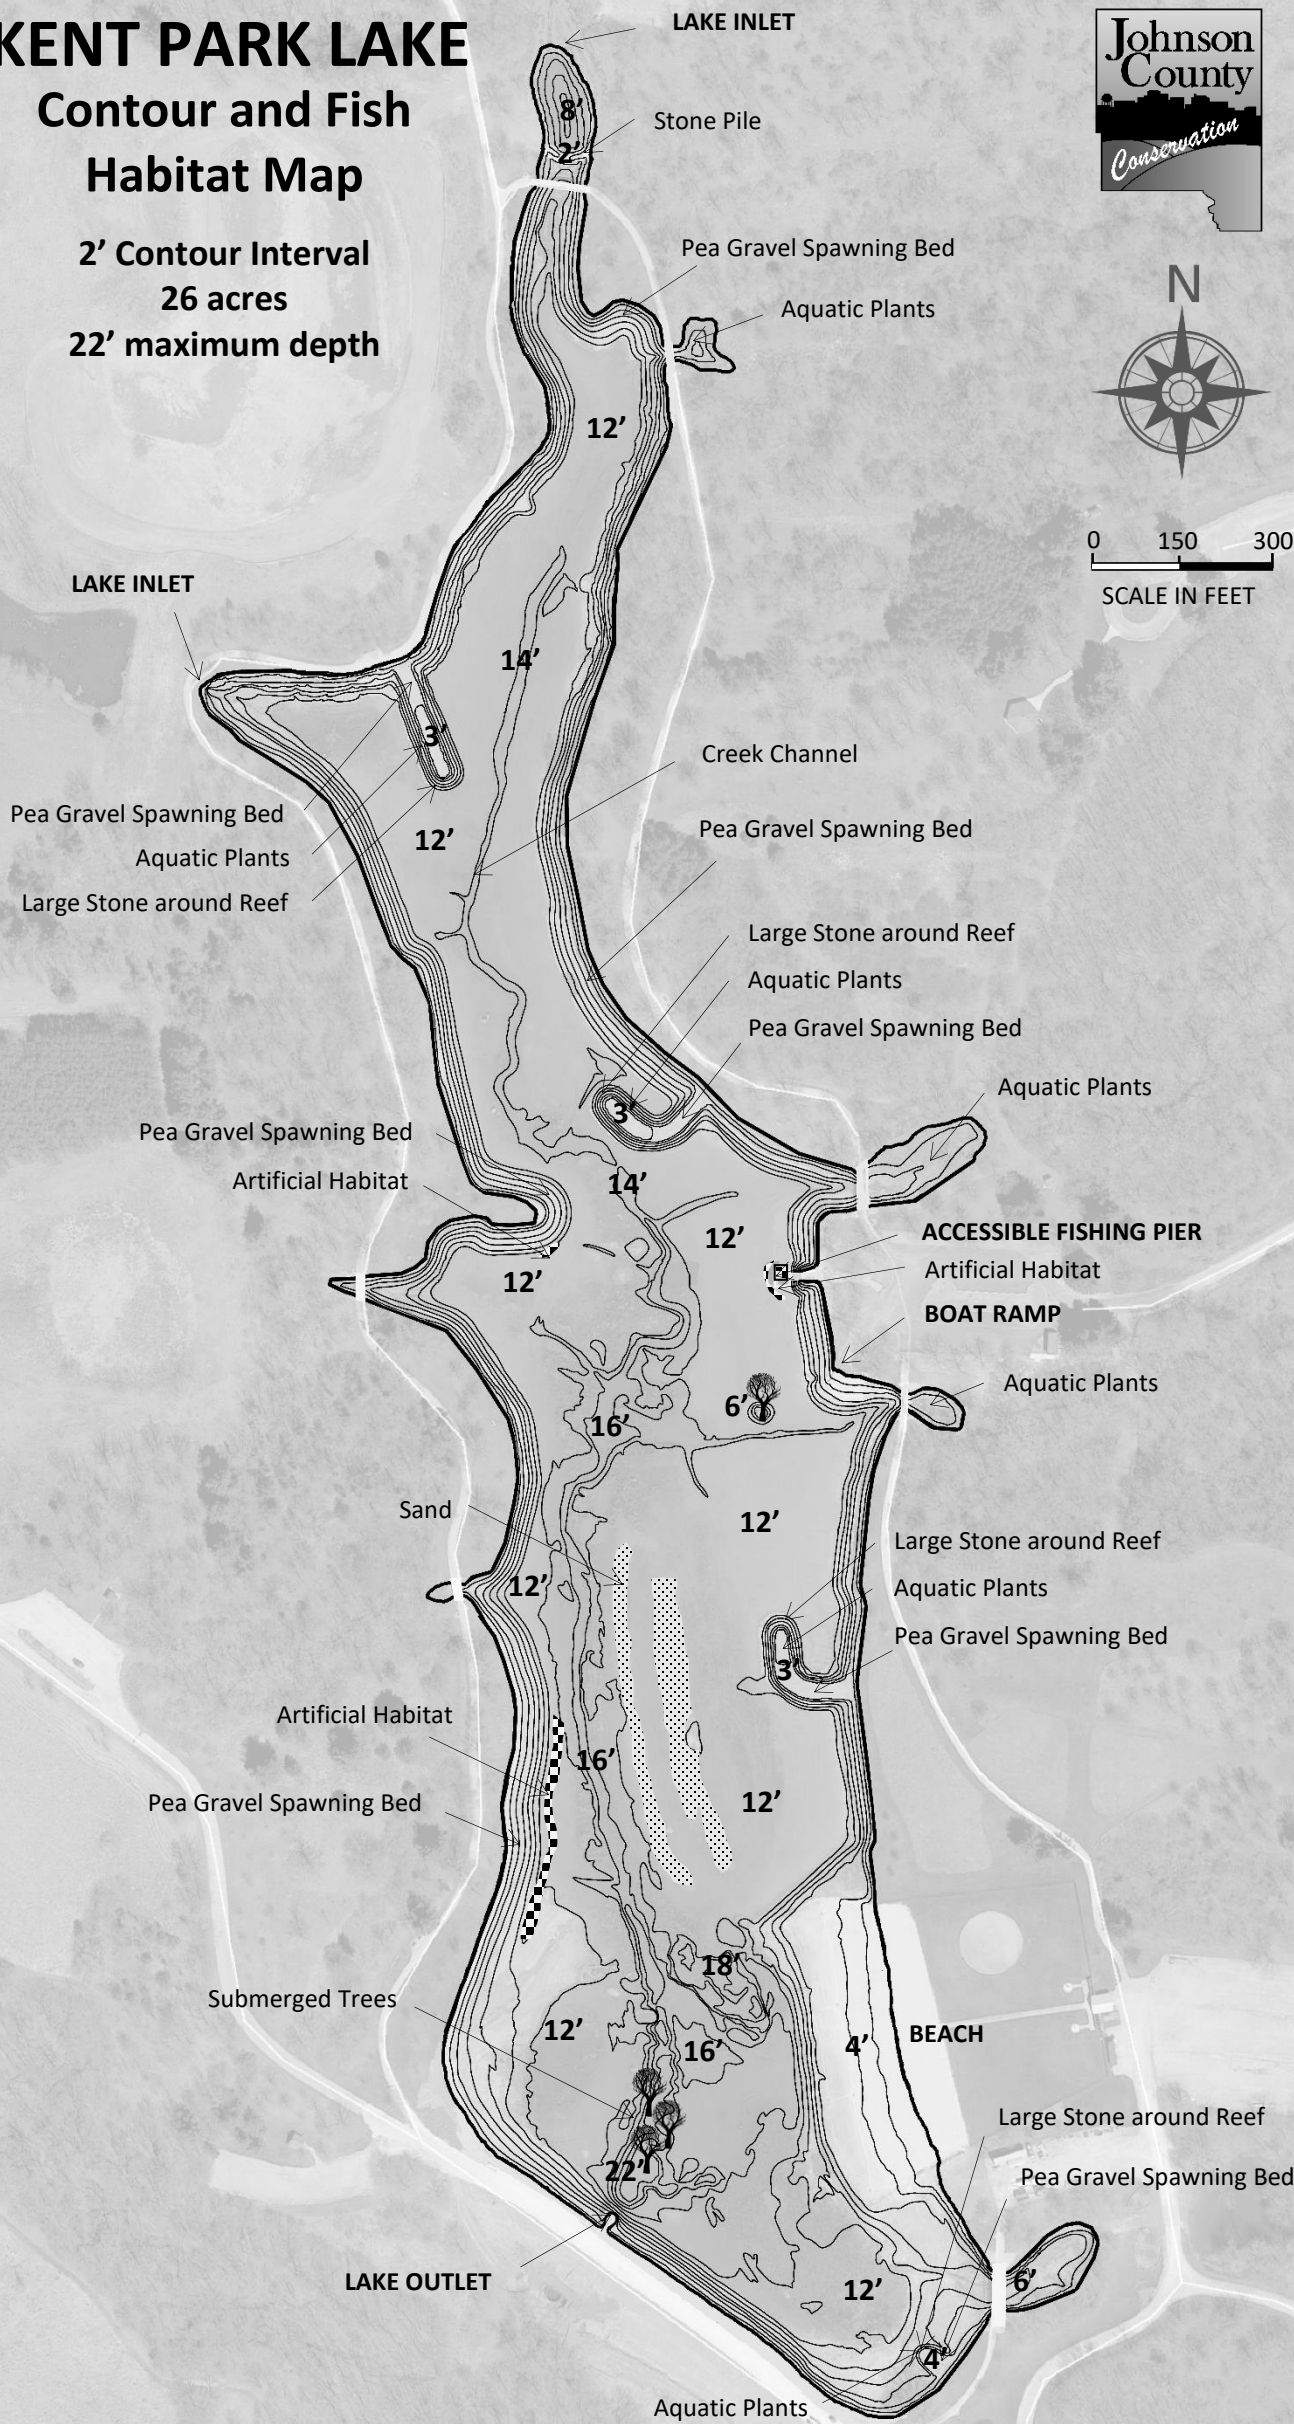 KENT PARK LAKE
Contour and Fish
Habitat Map
2’ Contour Interval
26 acres
22’ maximum depth
LAKE INLET
Johnson
County
Conservation
8’
Stone Pile
2’
Pea Gravel Spawning Bed
Aquatic Plants
N
12’
0 150 300
SCALE IN FEET
LAKE INLET
14’
3’
Creek Channel
Pea Gravel Spawning Bed
Aquatic Plants
Large Stone around Reef
12’
Pea Gravel Spawning Bed
Large Stone around Reef
Aquatic Plants
Pea Gravel Spawning Bed
Aquatic Plants
3’
Pea Gravel Spawning Bed
Artificial Habitat
14’
12’
ACCESSIBLE FISHING PIER
Artificial Habitat
BOAT RAMP
12’
Aquatic Plants
6’
16’
Sand
12’
Large Stone around Reef
Aquatic Plants
Pea Gravel Spawning Bed
12’
3’
Artificial Habitat
16’
Pea Gravel Spawning Bed
12’
18’
Submerged Trees
12’
16’
4’
BEACH
Large Stone around Reef
Pea Gravel Spawning Bed
22’
LAKE OUTLET
12’
6’
4’
Aquatic Plants